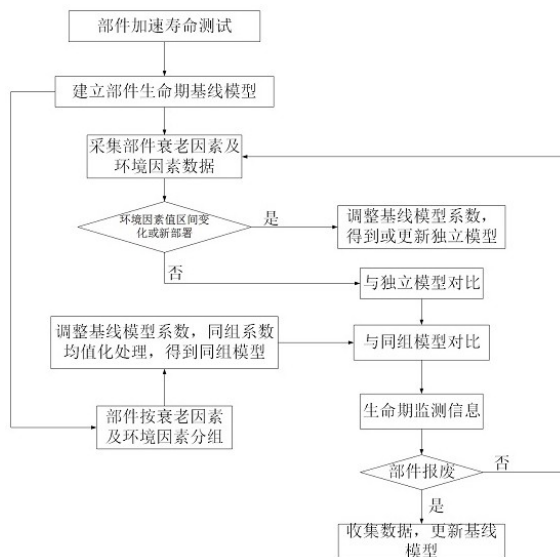 部件加速寿命测试
建立部件生命期基线模型
采集部件衰老因素及
环境因素数据
环境因素值区间变
化或新部署
是
调整基线模型系数，
得到或更新独立模型
否
与独立模型对比
调整基线模型系数，同组系数
均值化处理，得到同组模型
与同组模型对比
部件按衰老因素
及环境因素分组
生命期监测信息
部件报废
否
是
收集数据，更新基线
模型